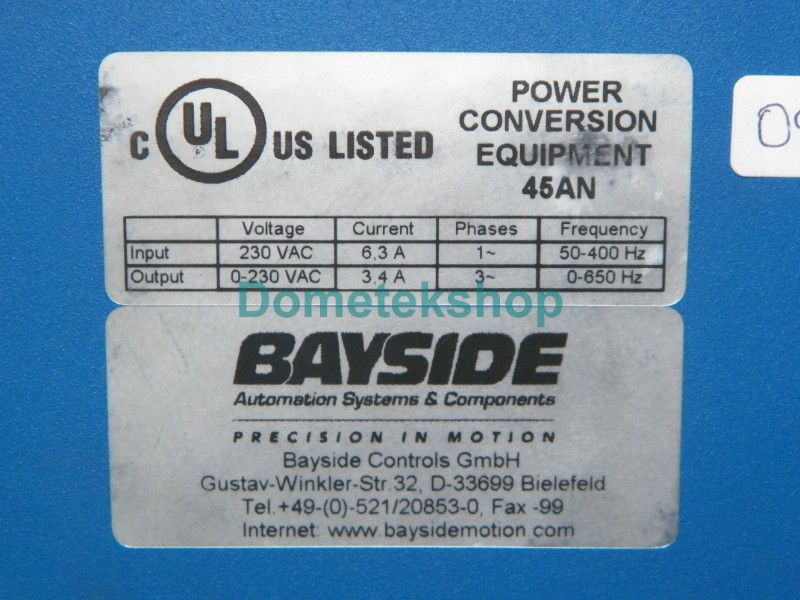 POWER
CONVERSION
EQUIPMENT
45AN
C UL ® US LISTED
Voltage Current Phases Frequency
Input 230 VAC 6,3 A 1~ 50-400 Hz
Output 0-230 VAC 3,4 A 3~ 0-650 Hz
Dometekshop
BAYSIDE
Automation Systems & Components
PRECISION IN MOTION
Bayside Controls GmbH
Gustav-Winkler-Str.32, D-33699 Bielefeld
Tel.+49-(0)-521/20853-0, Fax -99
Internet: www.baysidemotion.com